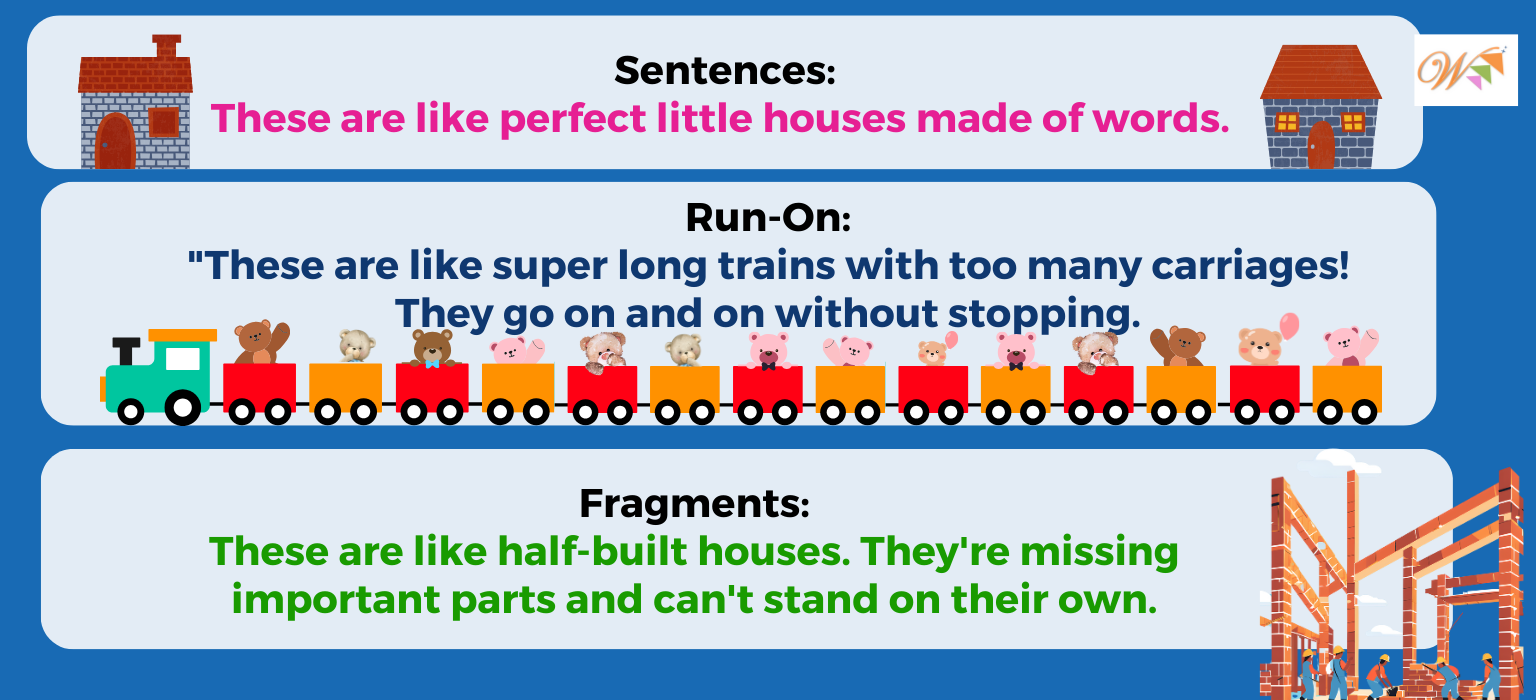 Sentences:
These are like perfect little houses made of words.
W
Run-On:
"These are like super long trains with too many carriages!
They go on and on without stopping.
Fragments:
These are like half-built houses. They're missing
important parts and can't stand on their own.